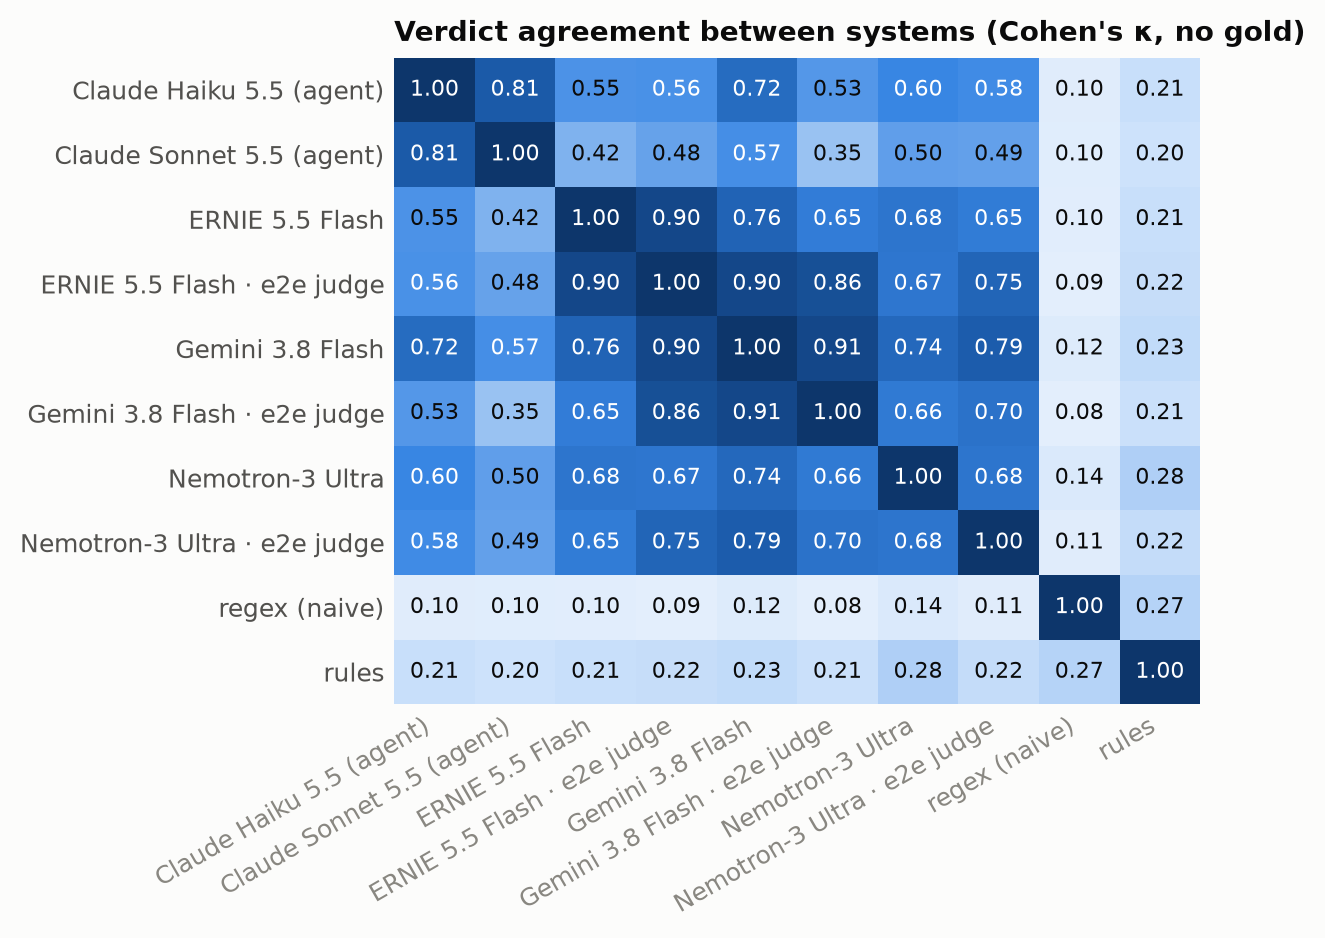 Verdict agreement between systems (Cohen's κ, no gold)
Claude Haiku 5.5 (agent) 1.00 0.81 0.55 0.56 0.72 0.53 0.60 0.58 0.10 0.21
Claude Sonnet 5.5 (agent) 0.81 1.00 0.42 0.48 0.57 0.35 0.50 0.49 0.10 0.20
ERNIE 5.5 Flash 0.55 0.42 1.00 0.90 0.76 0.65 0.68 0.65 0.10 0.21
ERNIE 5.5 Flash · e2e judge 0.56 0.48 0.90 1.00 0.90 0.86 0.67 0.75 0.09 0.22
Gemini 3.8 Flash 0.72 0.57 0.76 0.90 1.00 0.91 0.74 0.79 0.12 0.23
Gemini 3.8 Flash · e2e judge 0.53 0.35 0.65 0.86 0.91 1.00 0.66 0.70 0.08 0.21
Nemotron-3 Ultra 0.60 0.50 0.68 0.67 0.74 0.66 1.00 0.68 0.14 0.28
Nemotron-3 Ultra · e2e judge 0.58 0.49 0.65 0.75 0.79 0.70 0.68 1.00 0.11 0.22
regex (naive) 0.10 0.10 0.10 0.09 0.12 0.08 0.14 0.11 1.00 0.27
rules 0.21 0.20 0.21 0.22 0.23 0.21 0.28 0.22 0.27 1.00
Claude Haiku 5.5 (agent)
Claude Sonnet 5.5 (agent)
ERNIE 5.5 Flash
ERNIE 5.5 Flash · e2e judge
Gemini 3.8 Flash
Gemini 3.8 Flash · e2e judge
Nemotron-3 Ultra
Nemotron-3 Ultra · e2e judge
regex (naive)
rules